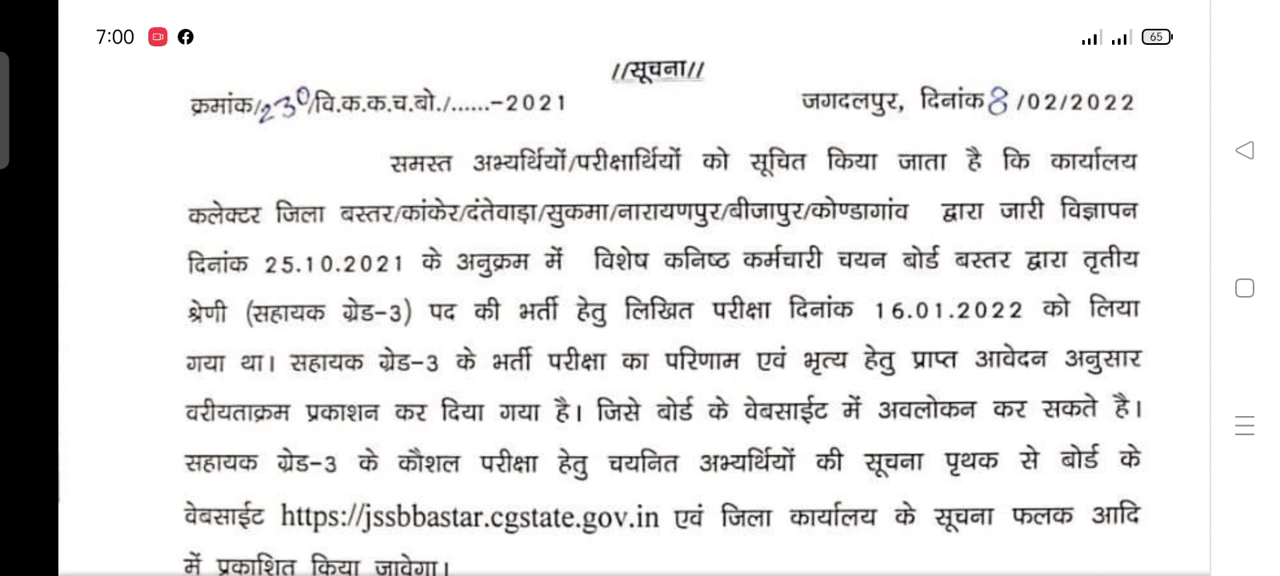 7:00
65
//सूचना//
क्रमांक/230/वि.क.क.च.बो./......-2021 जगदलपुर, दिनांक 8/02/2022
समस्त अभ्यर्थियों/परीक्षार्थियों को सूचित किया जाता है कि कार्यालय
कलेक्टर जिला बस्तर/कांकेर/दंतेवाड़ा/सुकमा/नारायणपुर/बीजापुर/कोण्डागांव द्वारा जारी विज्ञापन
दिनांक 25.10.2021 के अनुक्रम में विशेष कनिष्ठ कर्मचारी चयन बोर्ड बस्तर द्वारा तृतीय
श्रेणी (सहायक ग्रेड-3) पद की भर्ती हेतु लिखित परीक्षा दिनांक 16.01.2022 को लिया
गया था। सहायक ग्रेड-3 के भर्ती परीक्षा का परिणाम एवं भृत्य हेतु प्राप्त आवेदन अनुसार
वरीयताक्रम प्रकाशन कर दिया गया है। जिसे बोर्ड के वेबसाईट में अवलोकन कर सकते है।
सहायक ग्रेड-3 के कौशल परीक्षा हेतु चयनित अभ्यर्थियों की सूचना पृथक से बोर्ड के
वेबसाईट https://jssbbastar.cgstate.gov.in एवं जिला कार्यालय के सूचना फलक आदि
में प्रकाशित किया जावेगा।